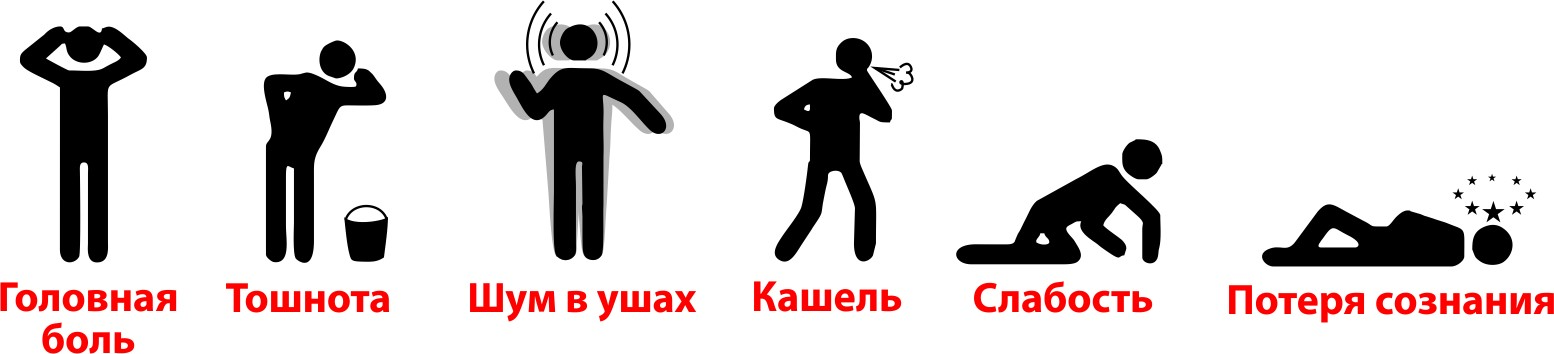 Головная
боль
Тошнота
Шум в ушах
Кашель
Слабость
Потеря сознания